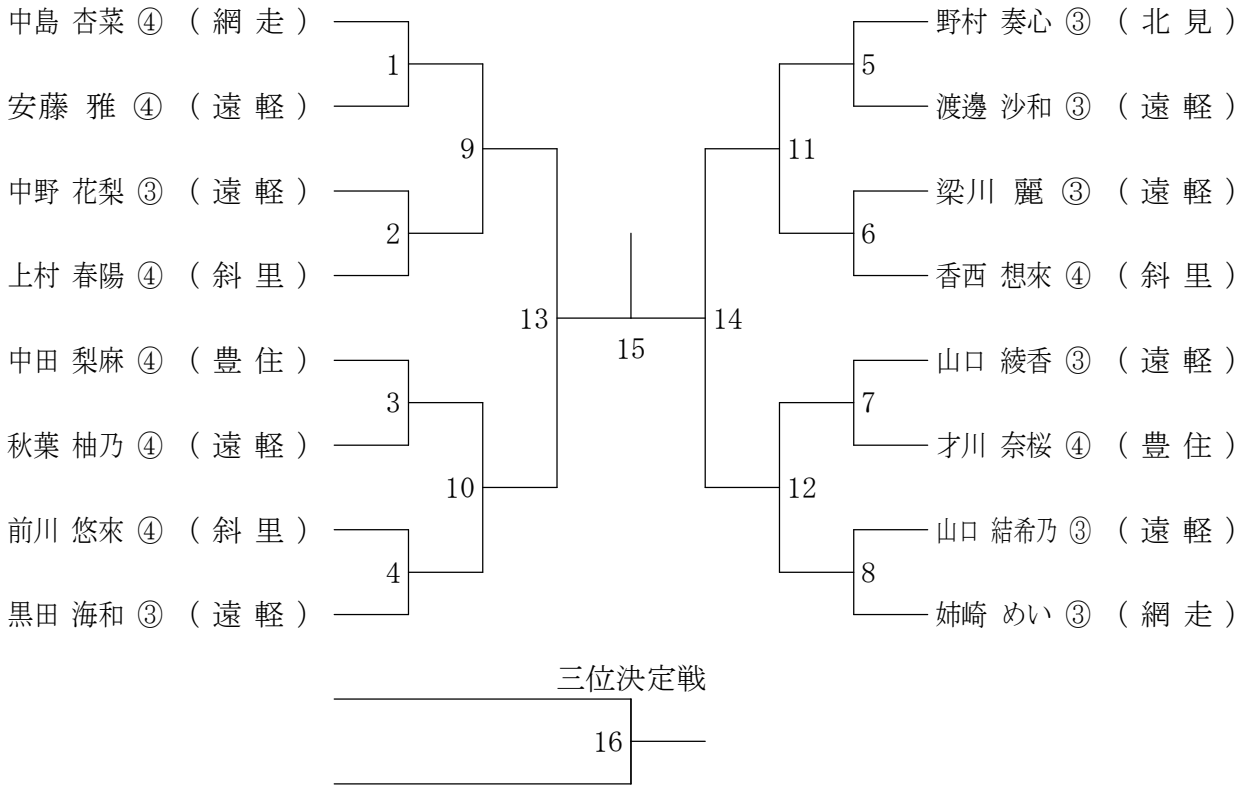 中島 杏菜 ④ ( 網 走 )
1
安藤 雅 ④ ( 遠 軽 )
9
中野 花梨 ③ ( 遠 軽 )
2
上村 春陽 ④ ( 斜 里 )
13
中田 梨麻 ④ ( 豊 住 )
3
秋葉 柚乃 ④ ( 遠 軽 )
10
前川 悠來 ④ ( 斜 里 )
4
黒田 海和 ③ ( 遠 軽 )
15
野村 奏心 ③ ( 北 見 )
5
渡邊 沙和 ③ ( 遠 軽 )
11
梁川 麗 ③ ( 遠 軽 )
6
香西 想來 ④ ( 斜 里 )
14
山口 綾香 ③ ( 遠 軽 )
7
才川 奈桜 ④ ( 豊 住 )
12
山口 結希乃 ③ ( 遠 軽 )
8
姉崎 めい ③ ( 網 走 )
三位決定戦
16